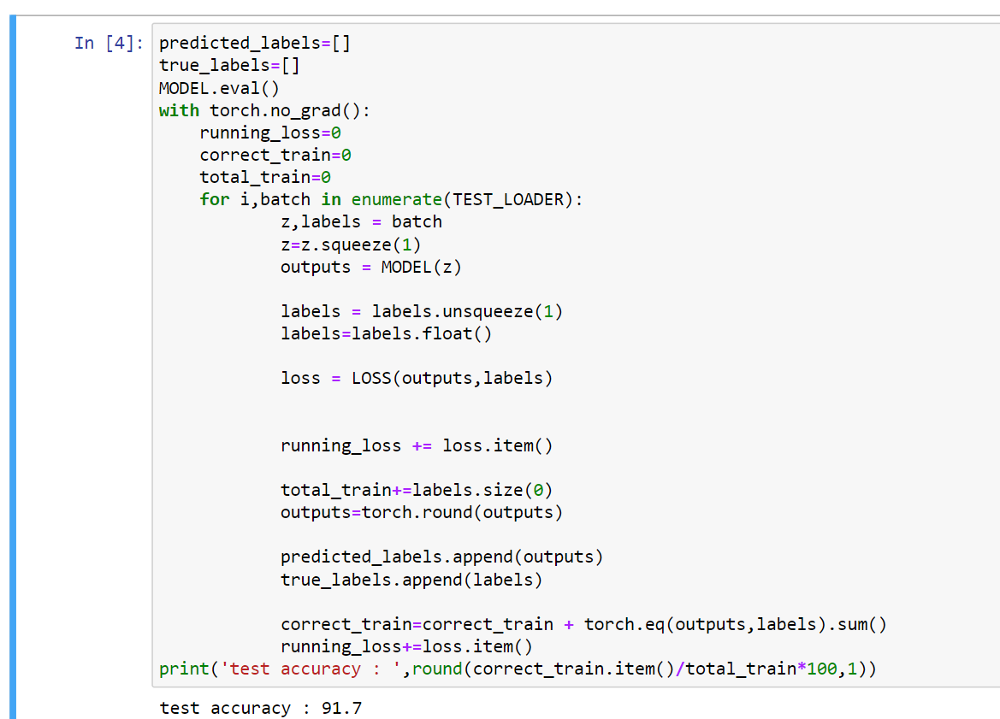 In [4]: predicted_labels=[]
true_labels=[]
MODEL.eval()
with torch.no_grad():
    running_loss=0
    correct_train=0
    total_train=0
    for i,batch in enumerate(TEST_LOADER):
            z,labels = batch
            z=z.squeeze(1)
            outputs = MODEL(z)

            labels = labels.unsqueeze(1)
            labels=labels.float()

            loss = LOSS(outputs,labels)


            running_loss += loss.item()

            total_train+=labels.size(0)
            outputs=torch.round(outputs)

            predicted_labels.append(outputs)
            true_labels.append(labels)

            correct_train=correct_train + torch.eq(outputs,labels).sum()
            running_loss+=loss.item()
print('test accuracy : ',round(correct_train.item()/total_train*100,1))
test accuracy : 91.7